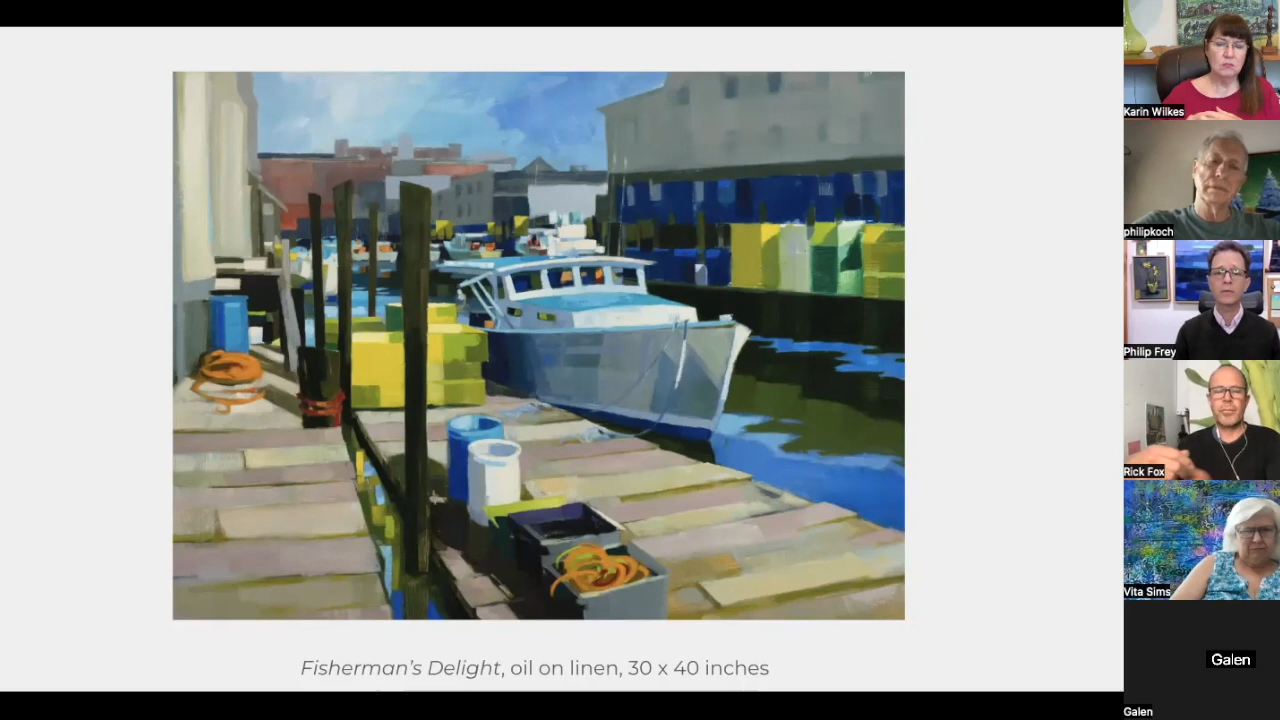 Fisherman's Delight, oil on linen, 30 x 40 inches
Karin Wilkes
philipkoch
Philip Frey
Rick Fox
Vita Sims
Galen
Galen